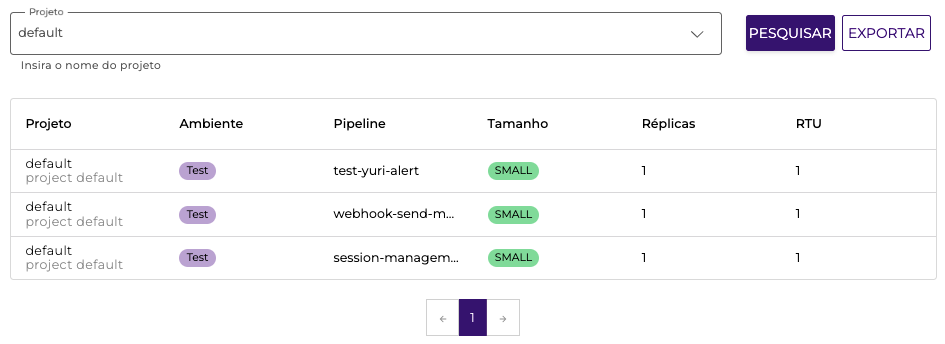 Projeto
default
PESQUISAR
EXPORTAR
Insira o nome do projeto
Projeto Ambiente Pipeline Tamanho Réplicas RTU
default
project default Test test-yuri-alert SMALL 1 1
default
project default Test webhook-send-m... SMALL 1 1
default
project default Test session-managem... SMALL 1 1
← 1 →